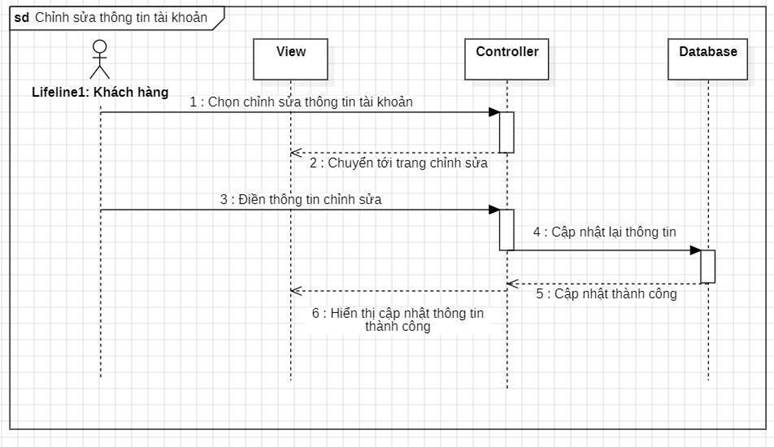 sd Chỉnh sửa thông tin tài khoản
View
Controller
Database
Lifeline1: Khách hàng
1 : Chọn chỉnh sửa thông tin tài khoản
2 : Chuyển tới trang chỉnh sửa
3 : Điền thông tin chỉnh sửa
4 : Cập nhật lại thông tin
5 : Cập nhật thành công
6 : Hiển thị cập nhật thông tin
thành công